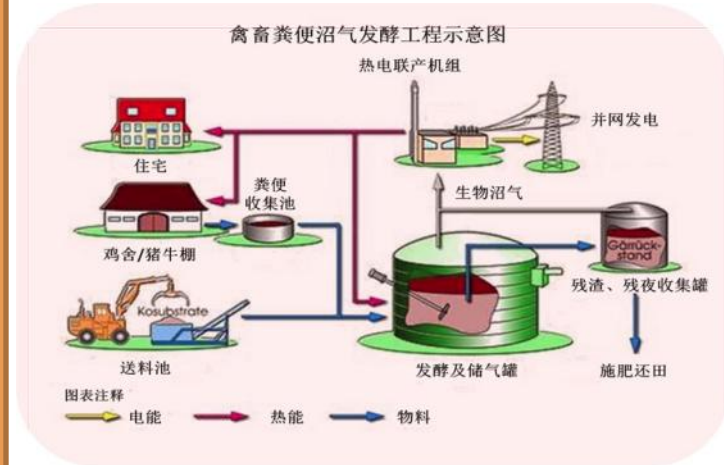 禽畜粪便沼气发酵工程示意图
热电联产机组
并网发电
住宅
粪便
收集池
生物沼气
鸡舍/猪牛棚
Gärrück-
stand
残渣、残夜收集罐
Kosubstrate
送料池
发酵及储气罐
施肥还田
图表注释
电能
热能
物料